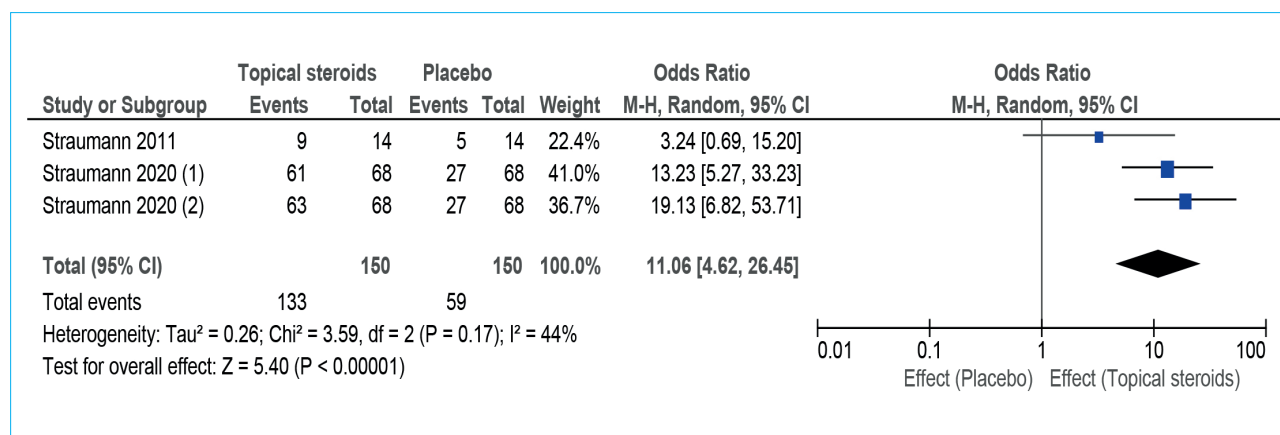 Topical steroids Placebo Odds Ratio Odds Ratio
Study or Subgroup Events Total Events Total Weight M-H, Random, 95% CI M-H, Random, 95% CI
Straumann 2011 9 14 5 14 22.4% 3.24 [0.69, 15.20]
Straumann 2020 (1) 61 68 27 68 41.0% 13.23 [5.27, 33.23]
Straumann 2020 (2) 63 68 27 68 36.7% 19.13 [6.82, 53.71]
Total (95% CI) 150 150 100.0% 11.06 [4.62, 26.45]
Total events 133 59
Heterogeneity: Tau² = 0.26; Chi² = 3.59, df = 2 (P = 0.17); I² = 44%
Test for overall effect: Z = 5.40 (P < 0.00001)
0.01 0.1 1 10 100
Effect (Placebo) Effect (Topical steroids)